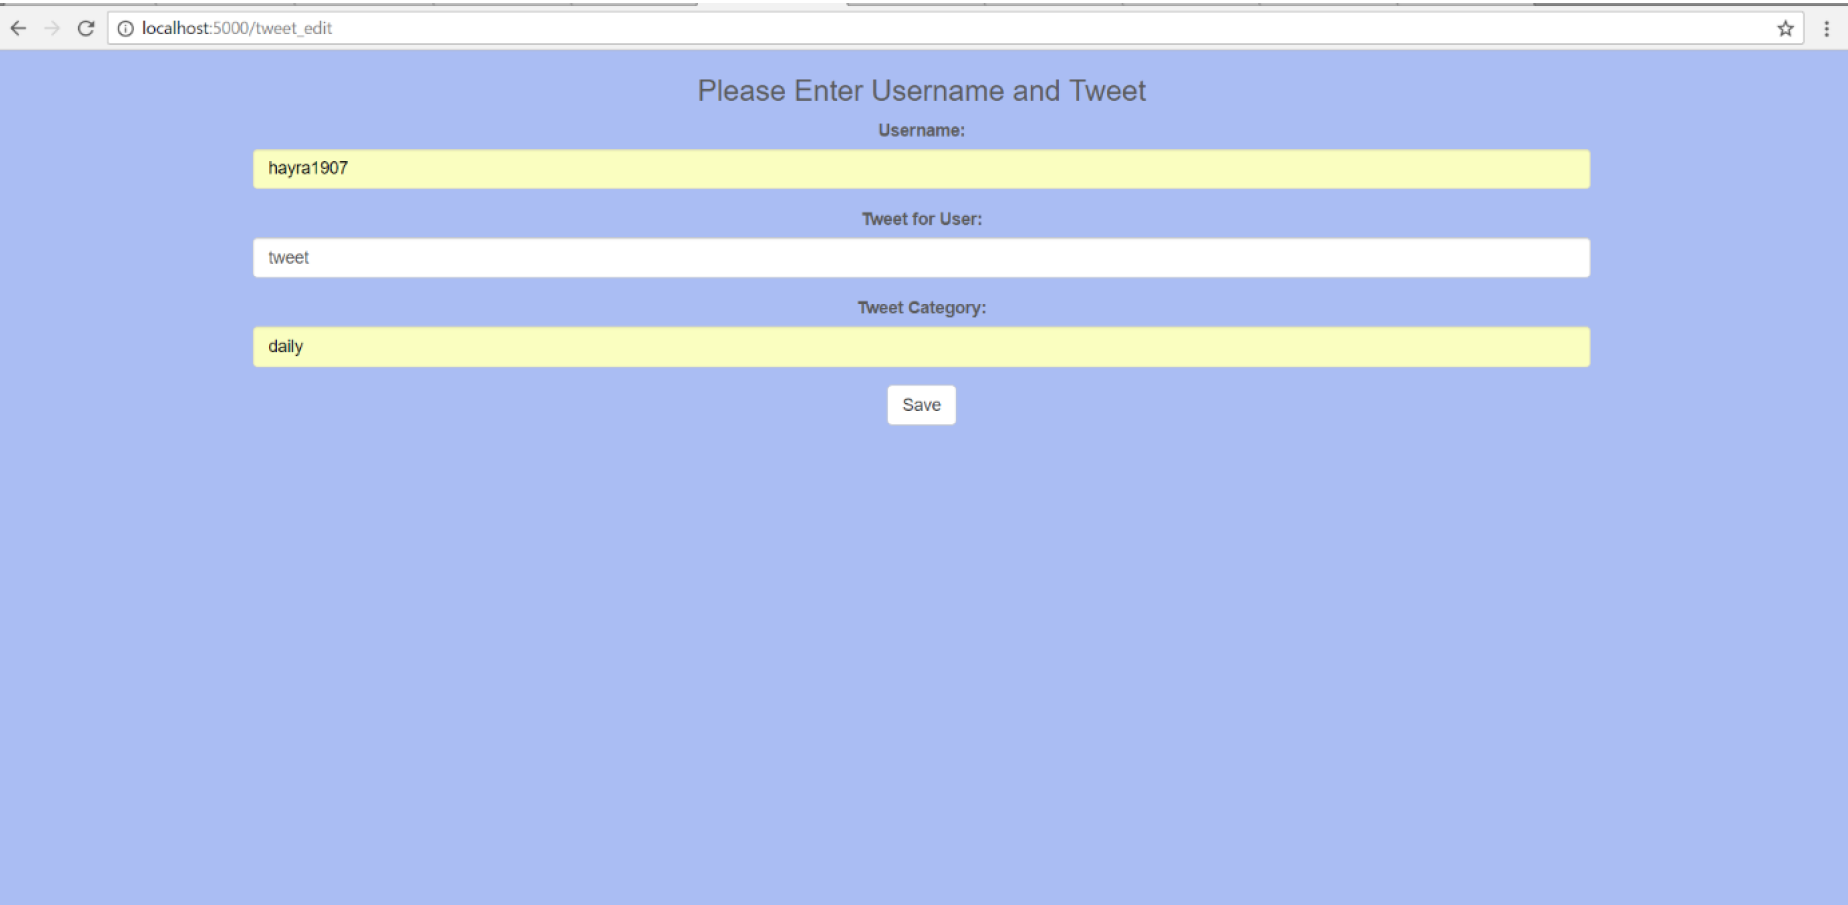 localhost:5000/tweet_edit
Please Enter Username and Tweet
Username:
hayra1907
Tweet for User:
tweet
Tweet Category:
daily
Save